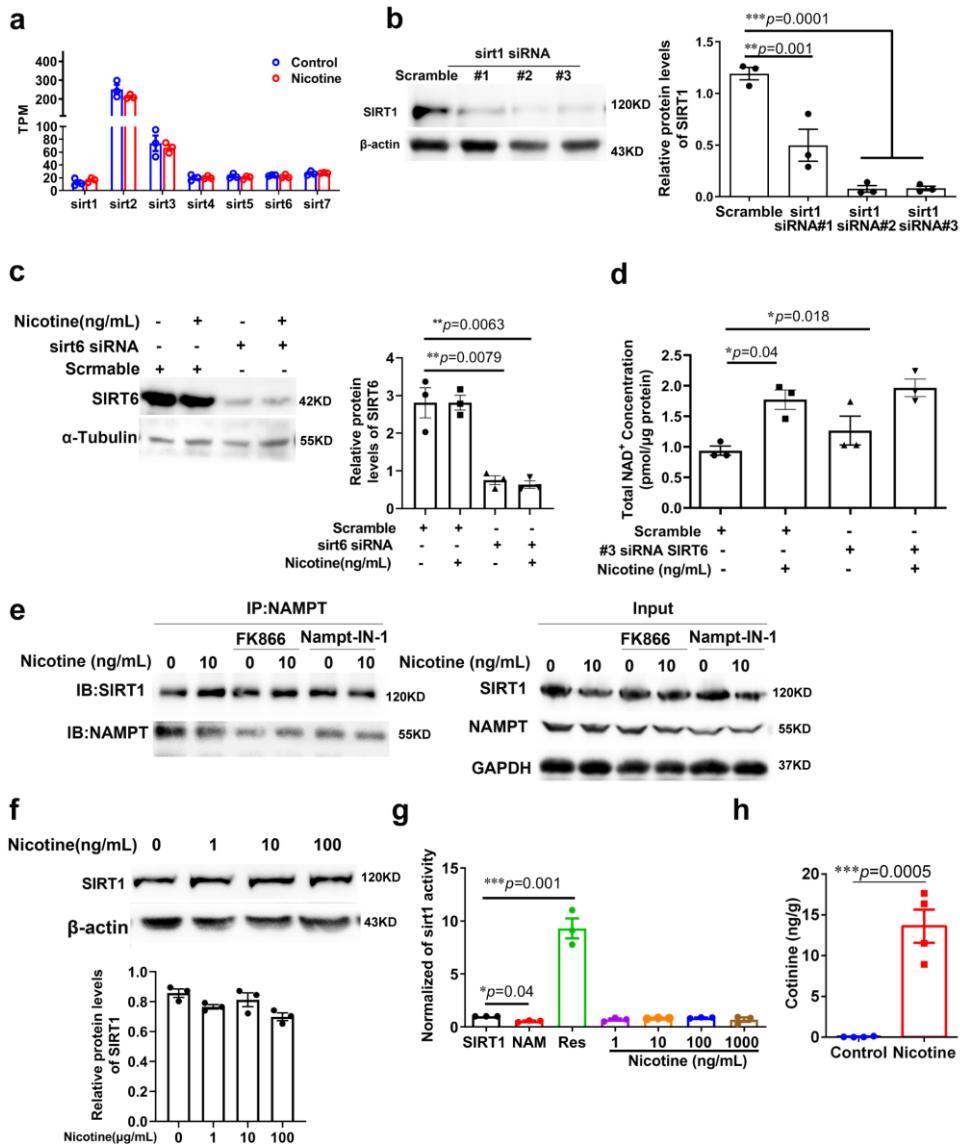 a
TPM
400
300
200
100
80
60
40
20
0
Control
Nicotine
sirt1 sirt2 sirt3 sirt4 sirt5 sirt6 sirt7
b
sirt1 siRNA
Scramble #1 #2 #3
SIRT1 120KD
β-actin 43KD
Relative protein levels
of SIRT1
***p=0.0001
**p=0.001
1.5
1.0
0.5
0.0
Scramble sirt1 sirt1 sirt1
siRNA#1 siRNA#2 siRNA#3
c
Nicotine(ng/mL) - + - +
sirt6 siRNA - - + +
Scrmable + + - -
SIRT6 42KD
α-Tubulin 55KD
Relative protein
levels of SIRT6
**p=0.0063
**p=0.0079
4
3
2
1
0
Scramble + + - -
sirt6 siRNA - - + +
Nicotine(ng/mL) - + - +
d
Total NAD+ Concentration
(pmol/μg protein)
*p=0.018
*p=0.04
2.5
2.0
1.5
1.0
0.5
0.0
Scramble + + - -
#3 siRNA SIRT6 - - + +
Nicotine (ng/mL) - + - +
e
IP:NAMPT
FK866 Nampt-IN-1
Nicotine (ng/mL) 0 10 0 10 0 10
IB:SIRT1 120KD
IB:NAMPT 55KD
Input
FK866 Nampt-IN-1
Nicotine (ng/mL) 0 10 0 10 0 10
SIRT1 120KD
NAMPT 55KD
GAPDH 37KD
f
Nicotine(ng/mL) 0 1 10 100
SIRT1 120KD
β-actin 43KD
Relative protein levels
of SIRT1
1.0
0.8
0.6
0.4
0.2
0.0
Nicotine(μg/mL) 0 1 10 100
g
Normalized of sirt1 activity
***p=0.001
*p=0.04
15
10
5
0
SIRT1 NAM Res 1 10 100 1000
Nicotine (ng/mL)
h
Cotinine (ng/g)
***p=0.0005
20
15
10
5
0
Control Nicotine